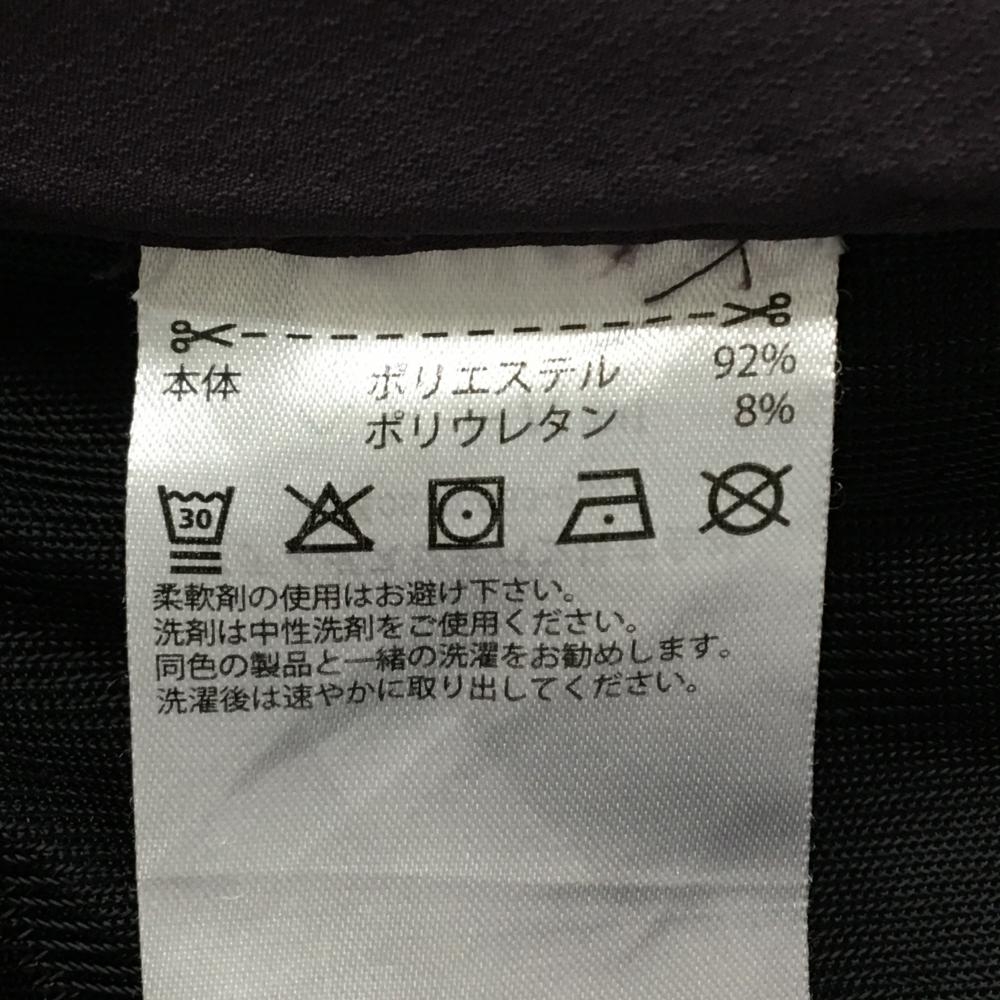 本体 ポリエステル 92%
ポリウレタン 8%
30
柔軟剤の使用はお避け下さい。
洗剤は中性洗剤をご使用ください。
同色の製品と一緒の洗濯をお勧めします。
洗濯後は速やかに取り出してください。